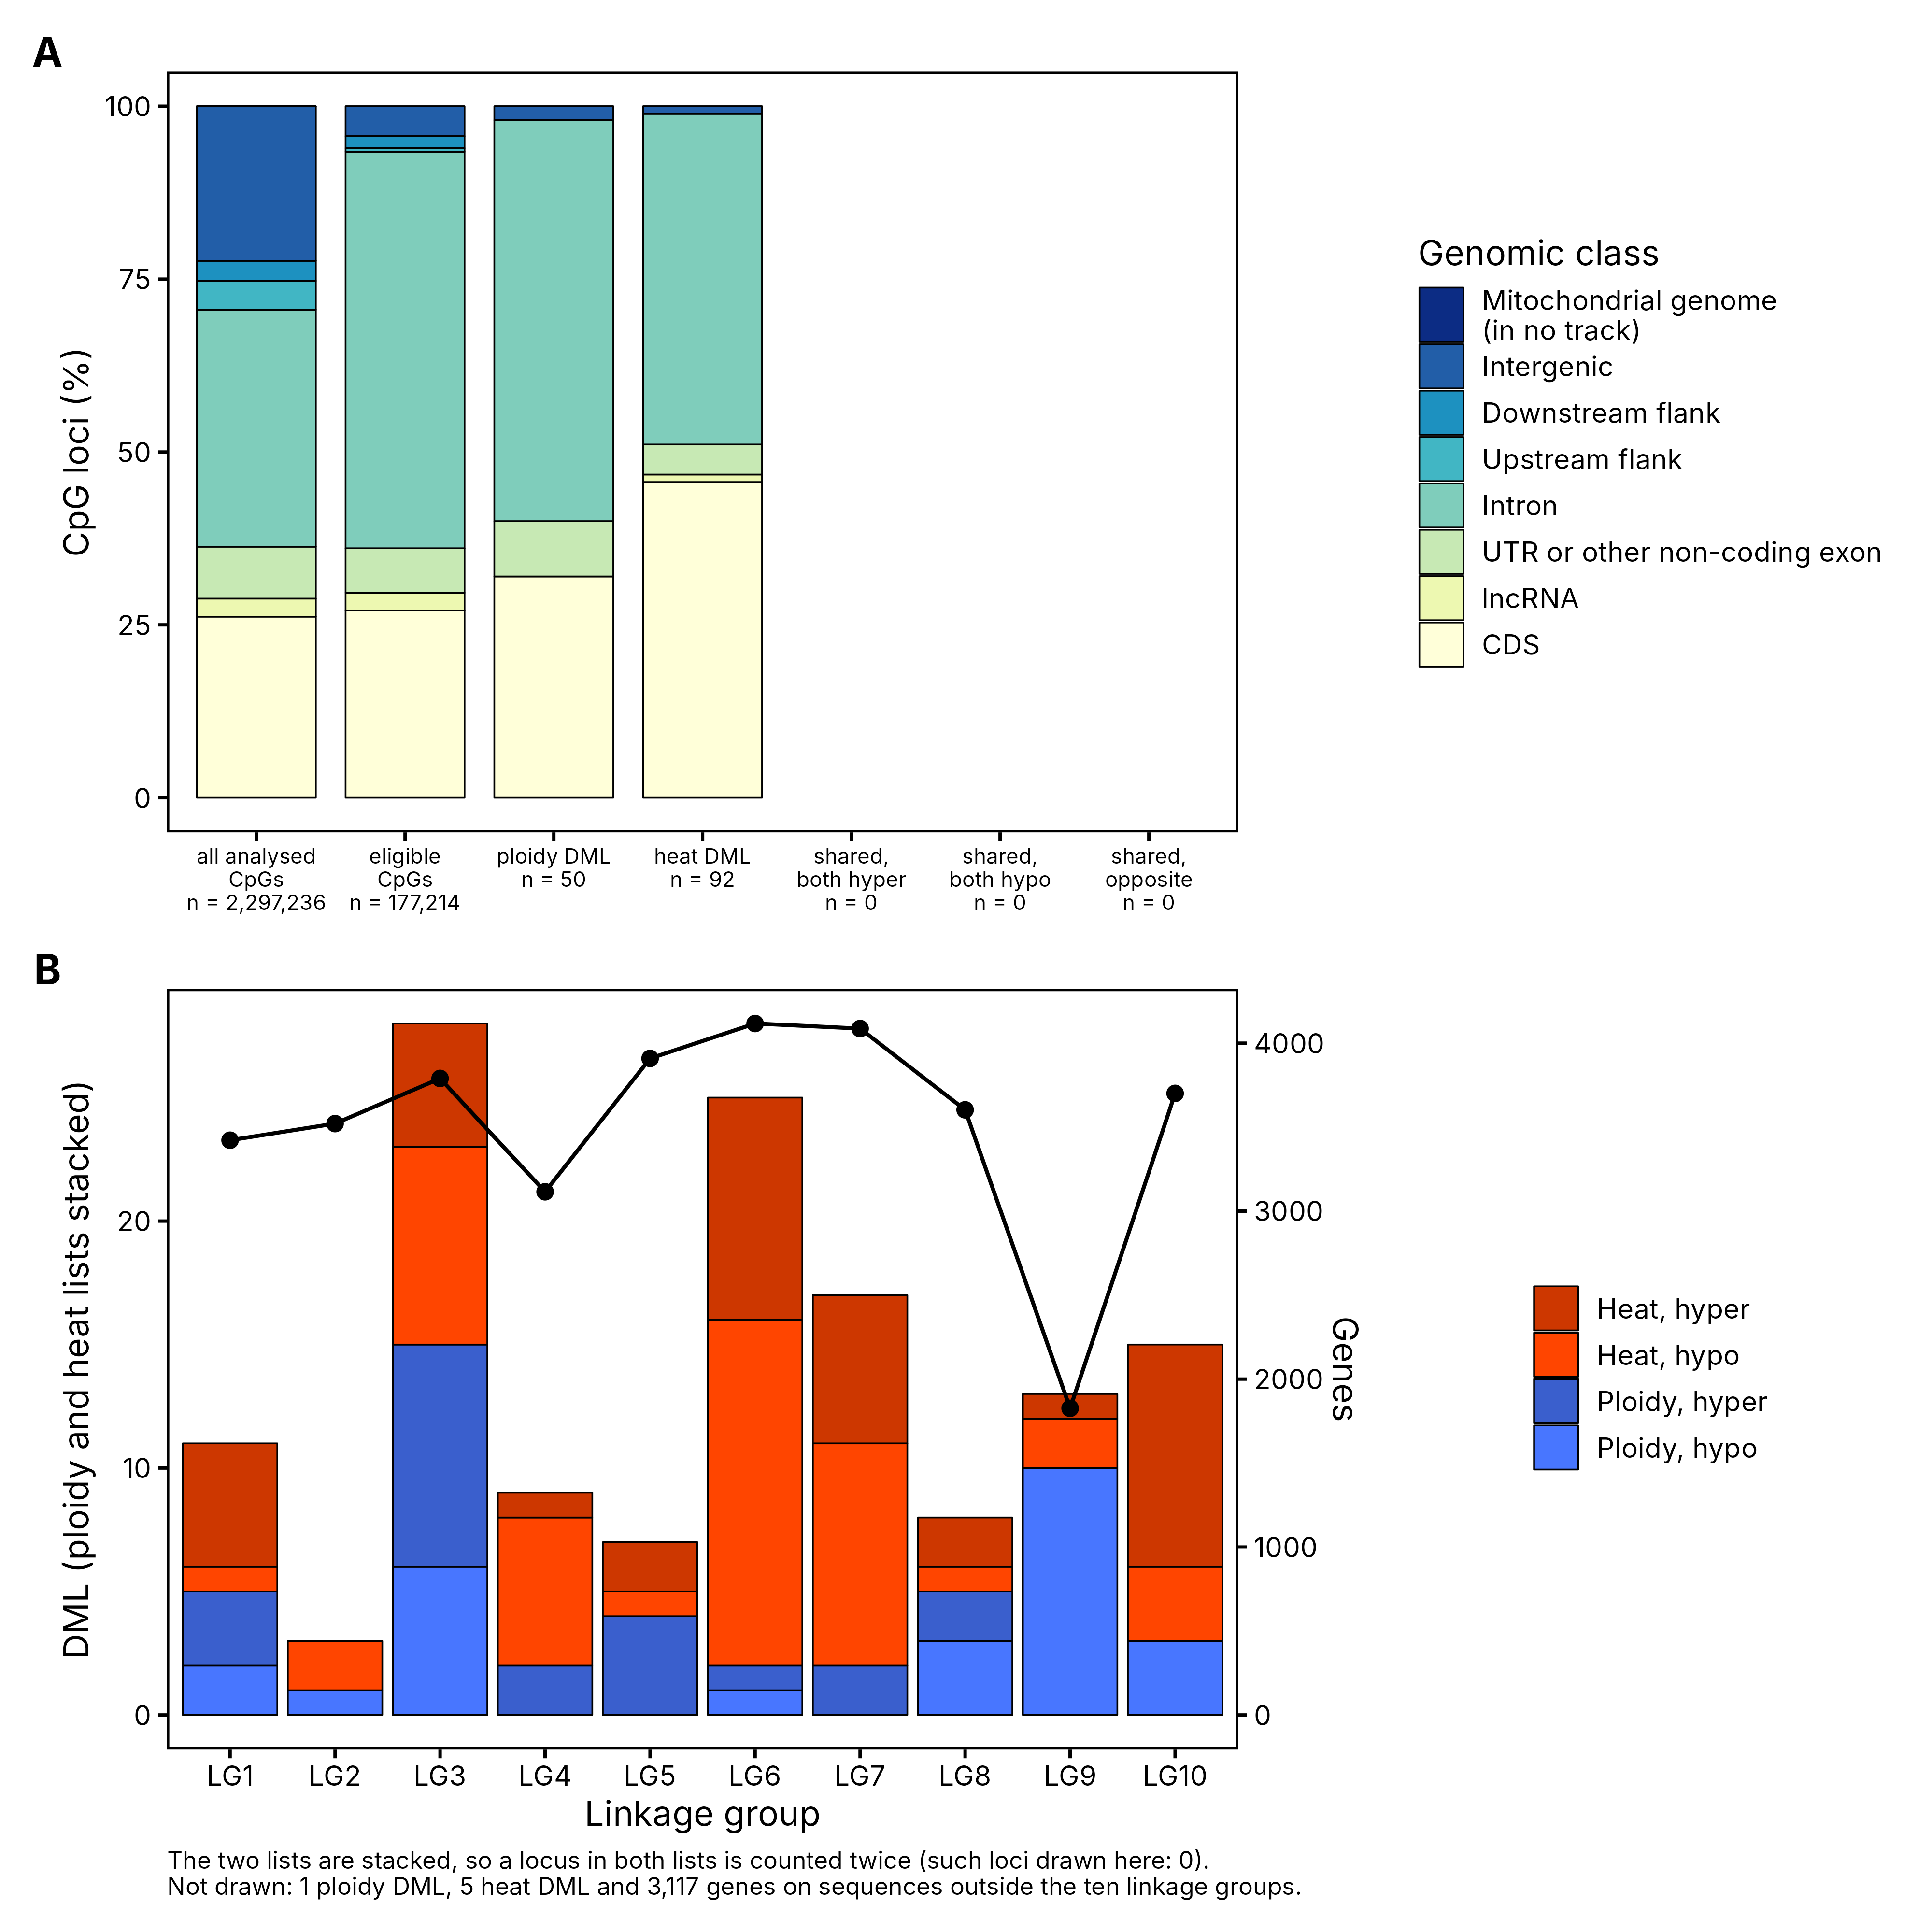 A
100
75
50
25
0
CpG loci (%)
all analysed
CpGs
n = 2,297,236
eligible
CpGs
n = 177,214
ploidy DML
n = 50
heat DML
n = 92
shared,
both hyper
n = 0
shared,
both hypo
n = 0
shared,
opposite
n = 0
Genomic class
Mitochondrial genome
(in no track)
Intergenic
Downstream flank
Upstream flank
Intron
UTR or other non-coding exon
lncRNA
CDS
B
20
10
0
DML (ploidy and heat lists stacked)
4000
3000
2000
1000
0
Genes
LG1
LG2
LG3
LG4
LG5
LG6
LG7
LG8
LG9
LG10
Linkage group
Heat, hyper
Heat, hypo
Ploidy, hyper
Ploidy, hypo
The two lists are stacked, so a locus in both lists is counted twice (such loci drawn here: 0).
Not drawn: 1 ploidy DML, 5 heat DML and 3,117 genes on sequences outside the ten linkage groups.